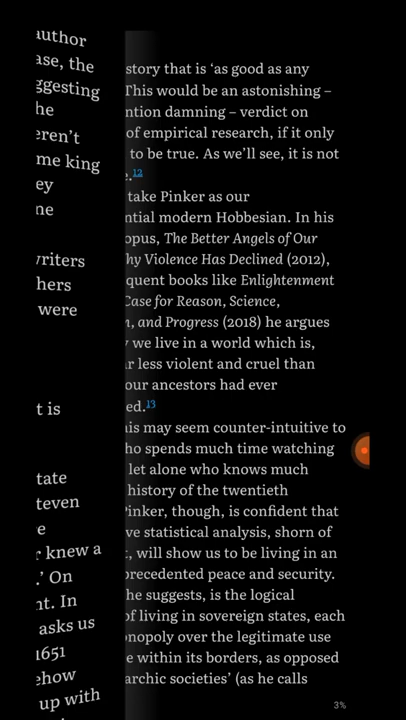 author
ase, the
ggesting
he
eren't
me king
ey
ne
vriters
hers
were
t is
tate
teven
e
r knew a
.' On
nt. In
asks us
1651
ehow
up with
story that is ‘as good as any
This would be an astonishing –
ntion damning – verdict on
of empirical research, if it only
to be true. As we’ll see, it is not
e.12
take Pinker as our
ential modern Hobbesian. In his
opus, The Better Angels of Our
hy Violence Has Declined (2012),
equent books like Enlightenment
Case for Reason, Science,
n, and Progress (2018) he argues
y we live in a world which is,
ar less violent and cruel than
our ancestors had ever
ed.13
his may seem counter-intuitive to
ho spends much time watching
let alone who knows much
history of the twentieth
Pinker, though, is confident that
ve statistical analysis, shorn of
t, will show us to be living in an
precedented peace and security.
he suggests, is the logical
of living in sovereign states, each
onopoly over the legitimate use
e within its borders, as opposed
archic societies’ (as he calls
3%